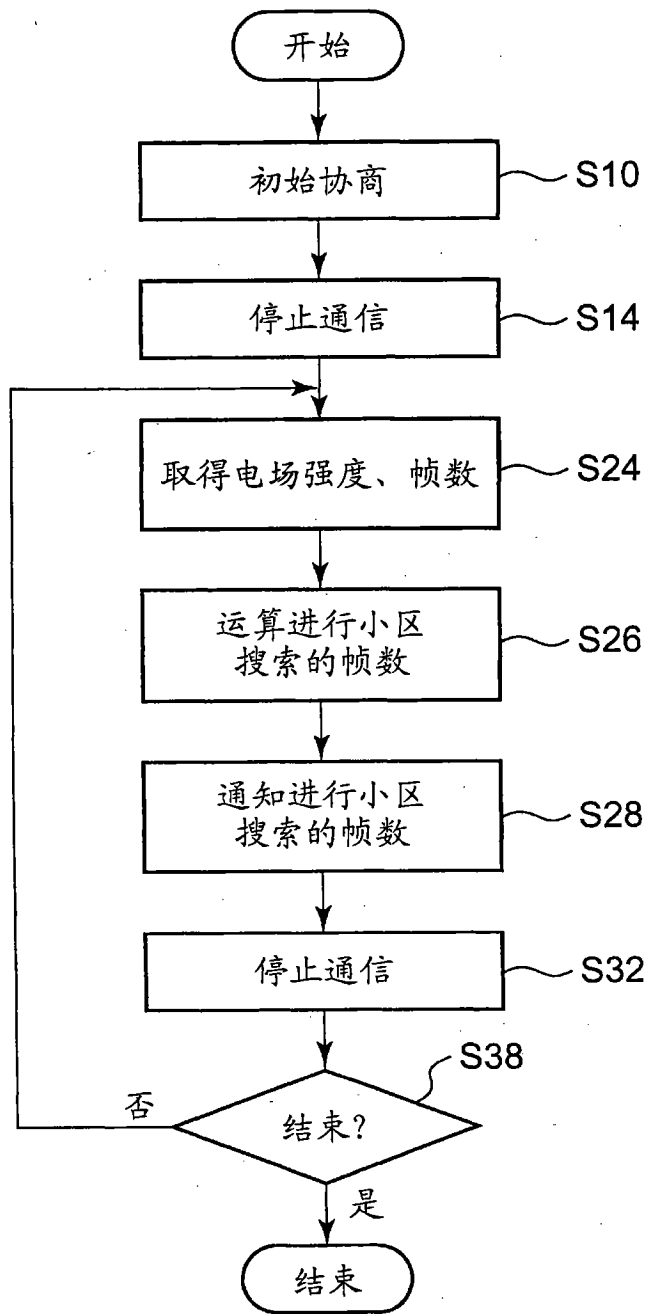 开始
初始协商
S10
停止通信
S14
取得电场强度、帧数
S24
运算进行小区
搜索的帧数
S26
通知进行小区
搜索的帧数
S28
停止通信
S32
S38
结束?
否
是
结束